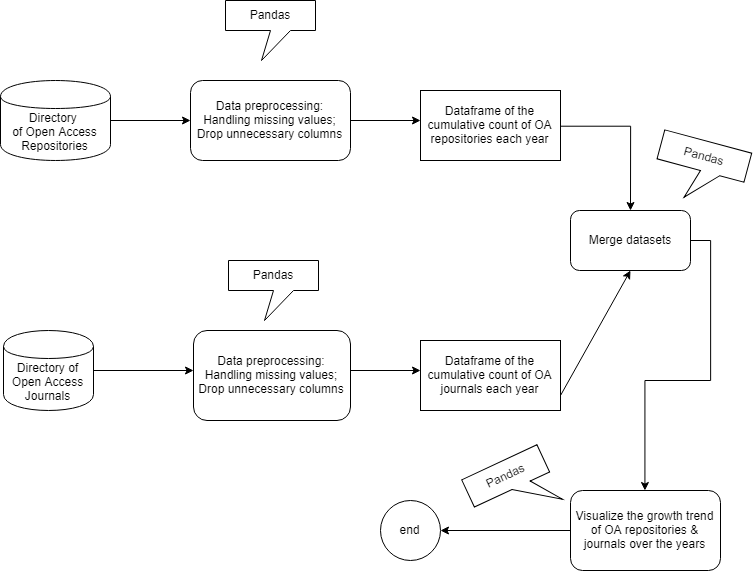 Pandas
Directory
of Open Access
Repositories
Data preprocessing:
Handling missing values;
Drop unnecessary columns
Dataframe of the
cumulative count of OA
repositories each year
Pandas
Merge datasets
Pandas
Directory of
Open Access
Journals
Data preprocessing:
Handling missing values;
Drop unnecessary columns
Dataframe of the
cumulative count of OA
journals each year
Pandas
Visualize the growth trend
of OA repositories &
journals over the years
end